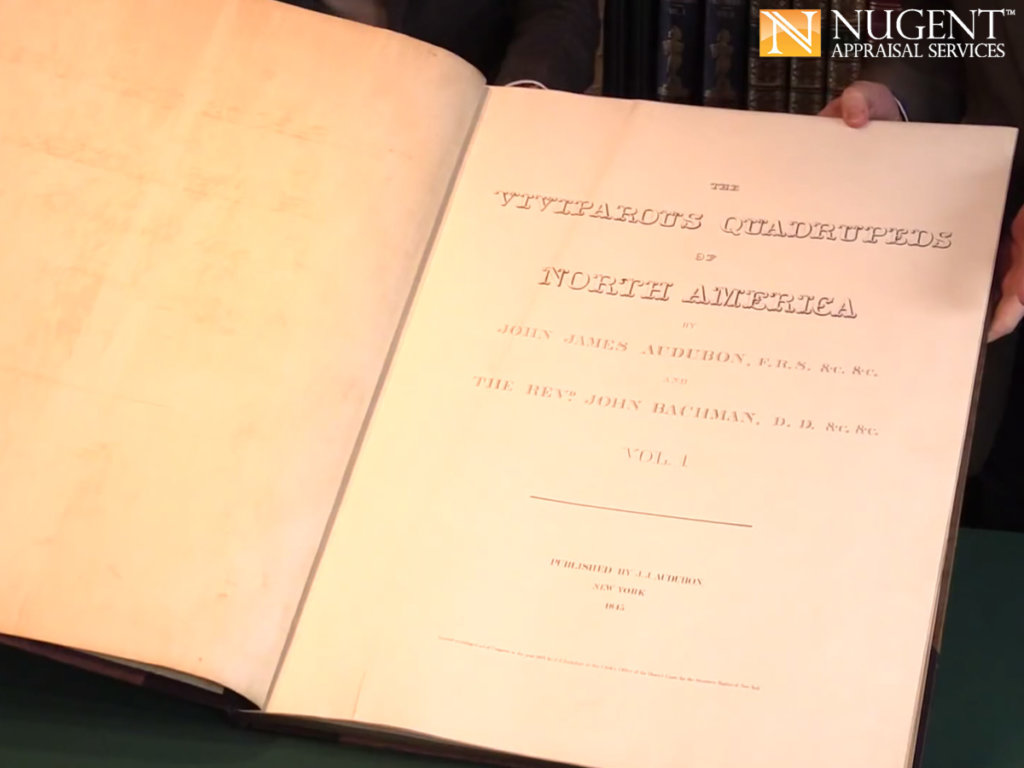 NUGENT™
APPRAISAL SERVICES
THE
VIVIPAROUS QUADRUPEDS
OF
NORTH AMERICA
BY
JOHN JAMES AUDUBON, F.R.S. &c. &c.
AND
THE REVD. JOHN BACHMAN, D.D. &c. &c.
VOL. I
PUBLISHED BY J.J. AUDUBON
NEW YORK
1845